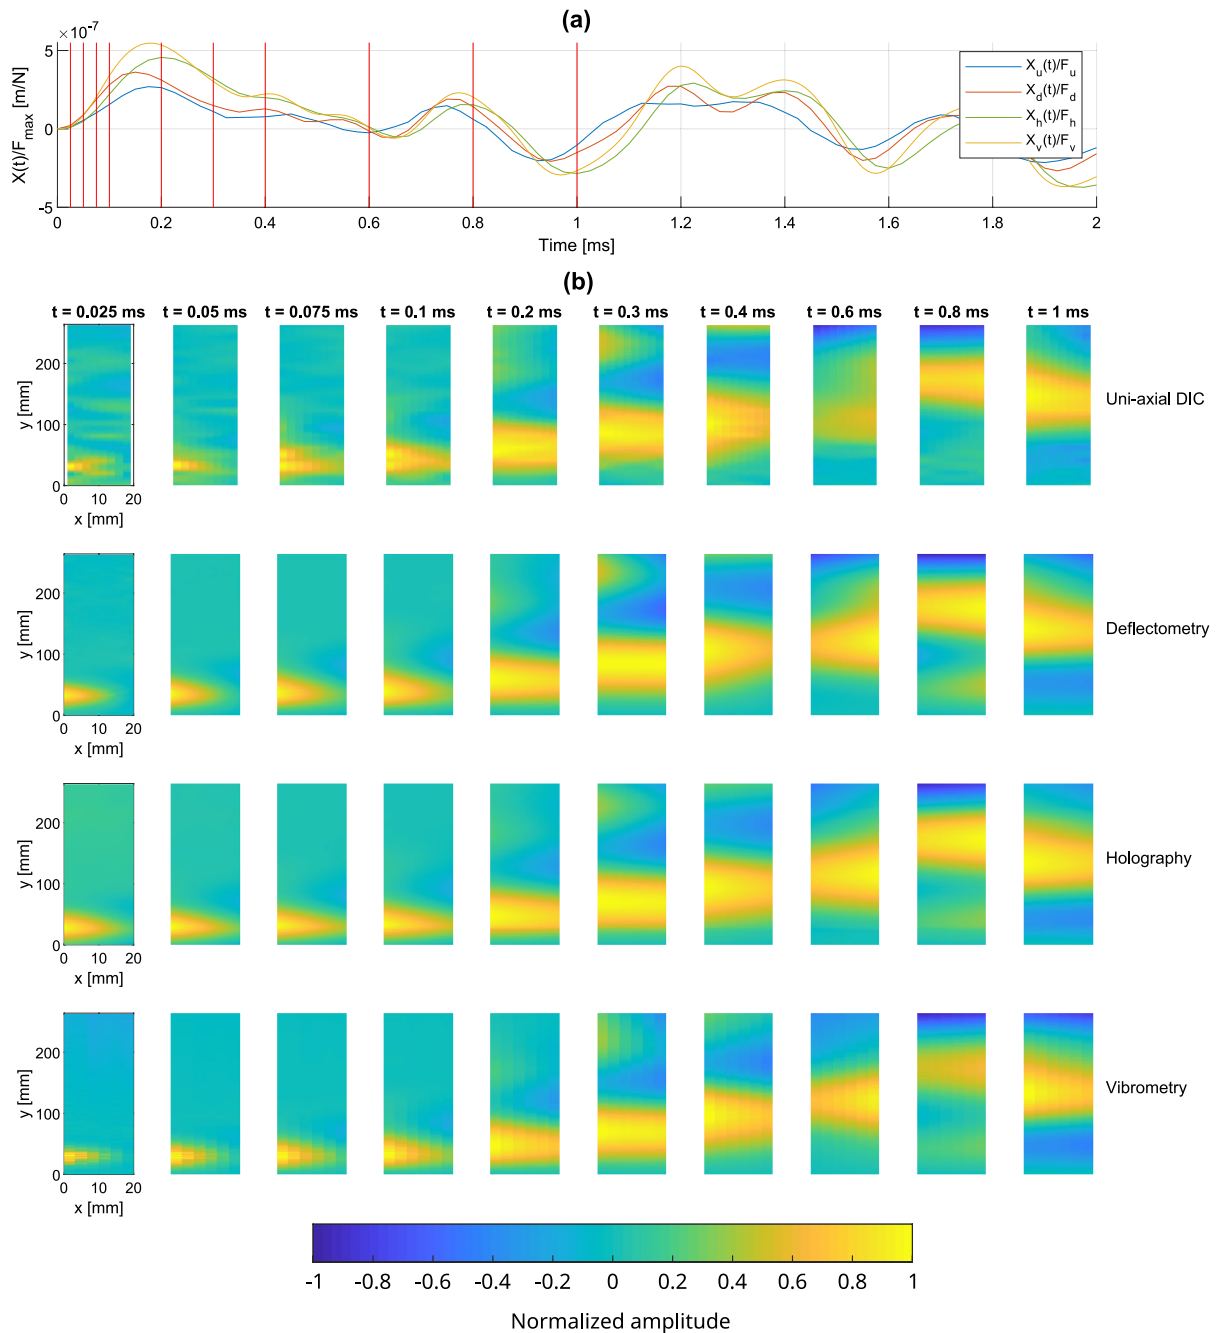 (a)
×10⁻⁷
5
0
-5
X(t)/F_max [m/N]
0 0.2 0.4 0.6 0.8 1 1.2 1.4 1.6 1.8 2
Time [ms]
X_u(t)/F_u
X_d(t)/F_d
X_h(t)/F_h
X_v(t)/F_v
(b)
t = 0.025 ms t = 0.05 ms t = 0.075 ms t = 0.1 ms t = 0.2 ms t = 0.3 ms t = 0.4 ms t = 0.6 ms t = 0.8 ms t = 1 ms
200
100
0
y [mm]
0 10 20
x [mm]
Uni-axial DIC
200
100
0
y [mm]
0 10 20
x [mm]
Deflectometry
200
100
0
y [mm]
0 10 20
x [mm]
Holography
200
100
0
y [mm]
0 10 20
x [mm]
Vibrometry
-1 -0.8 -0.6 -0.4 -0.2 0 0.2 0.4 0.6 0.8 1
Normalized amplitude